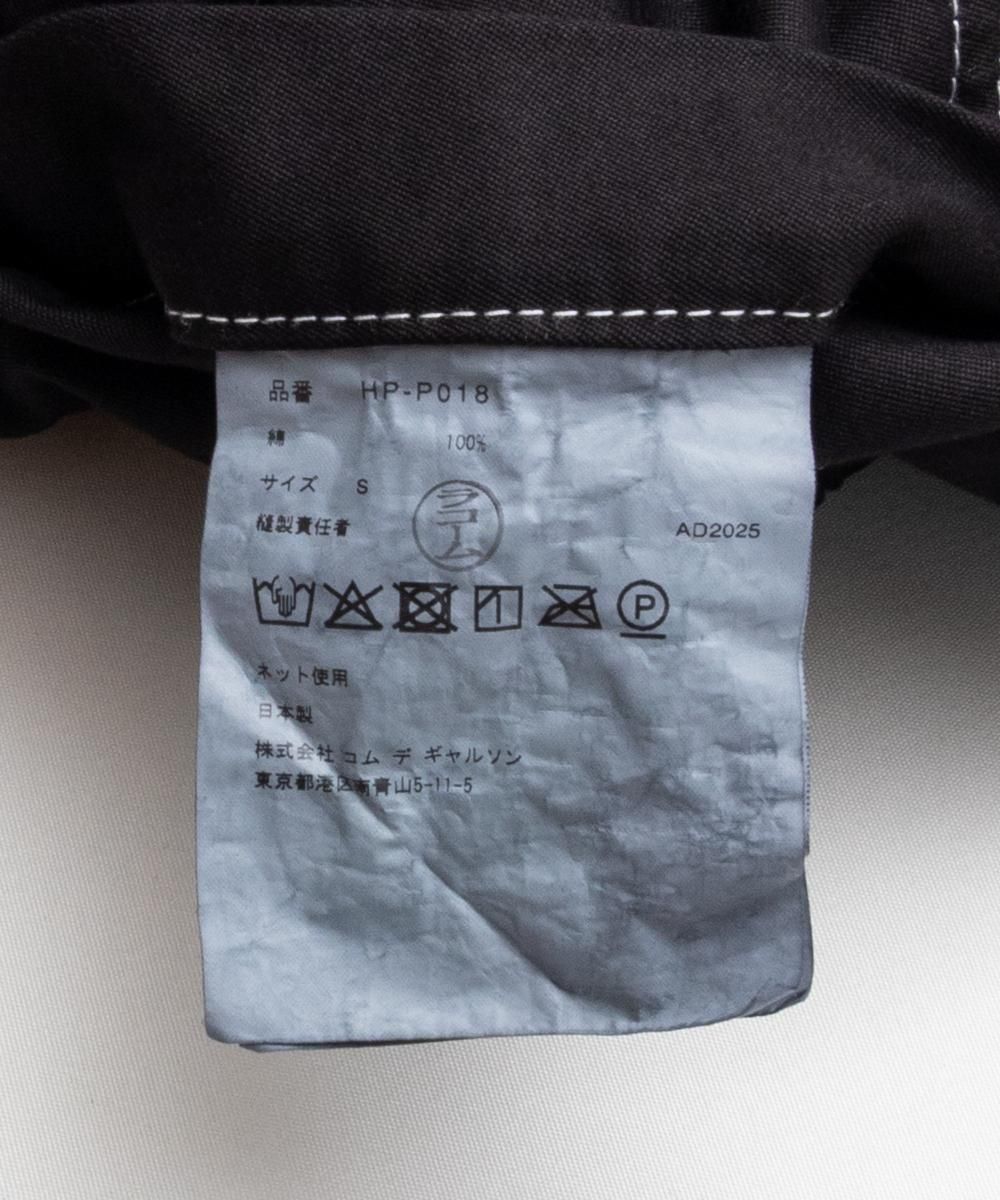 品番 HP-P018
綿 100%
サイズ S
縫製責任者 ラコム AD2025
P
ネット使用
日本製
株式会社 コム デ ギャルソン
東京都港区南青山5-11-5